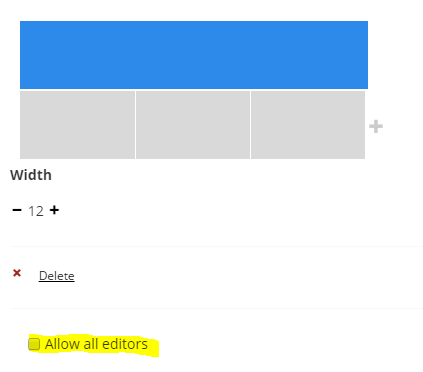 Width
− 12 +
Delete
Allow all editors